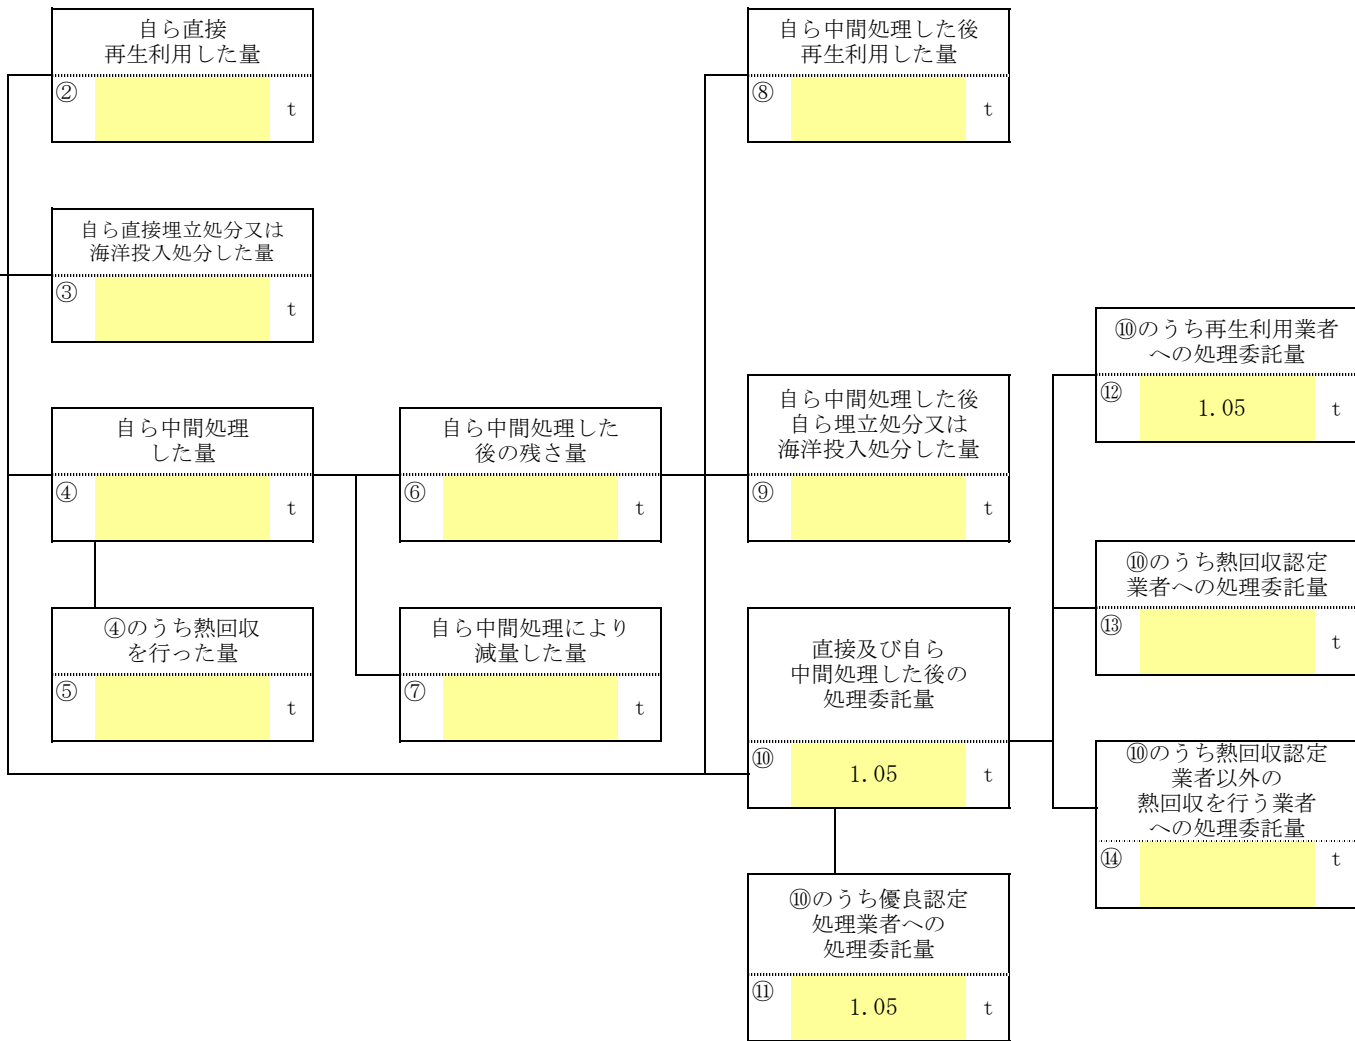 自ら直接
再生利用した量
②
t
自ら中間処理した後
再生利用した量
⑧
t
自ら直接埋立処分又は
海洋投入処分した量
③
t
⑩のうち再生利用業者
への処理委託量
⑫
1.05
t
自ら中間処理
した量
④
t
自ら中間処理した
後の残さ量
⑥
t
自ら中間処理した後
自ら埋立処分又は
海洋投入処分した量
⑨
t
⑩のうち熱回収認定
業者への処理委託量
⑬
t
④のうち熱回収
を行った量
⑤
t
自ら中間処理により
減量した量
⑦
t
直接及び自ら
中間処理した後の
処理委託量
⑩
1.05
t
⑩のうち熱回収認定
業者以外の
熱回収を行う業者
への処理委託量
⑭
t
⑩のうち優良認定
処理業者への
処理委託量
⑪
1.05
t